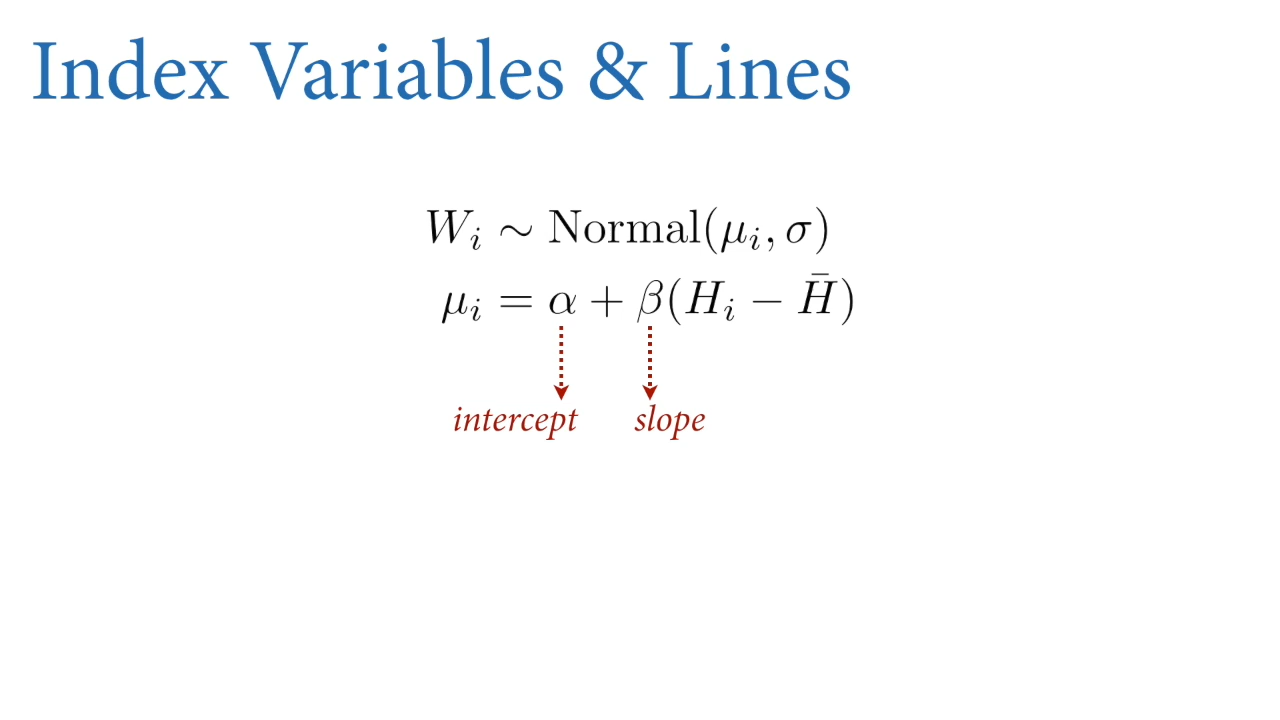 Index Variables & Lines
W_i ∼ Normal(μ_i, σ)
μ_i = α + β(H_i − H̄)
intercept slope